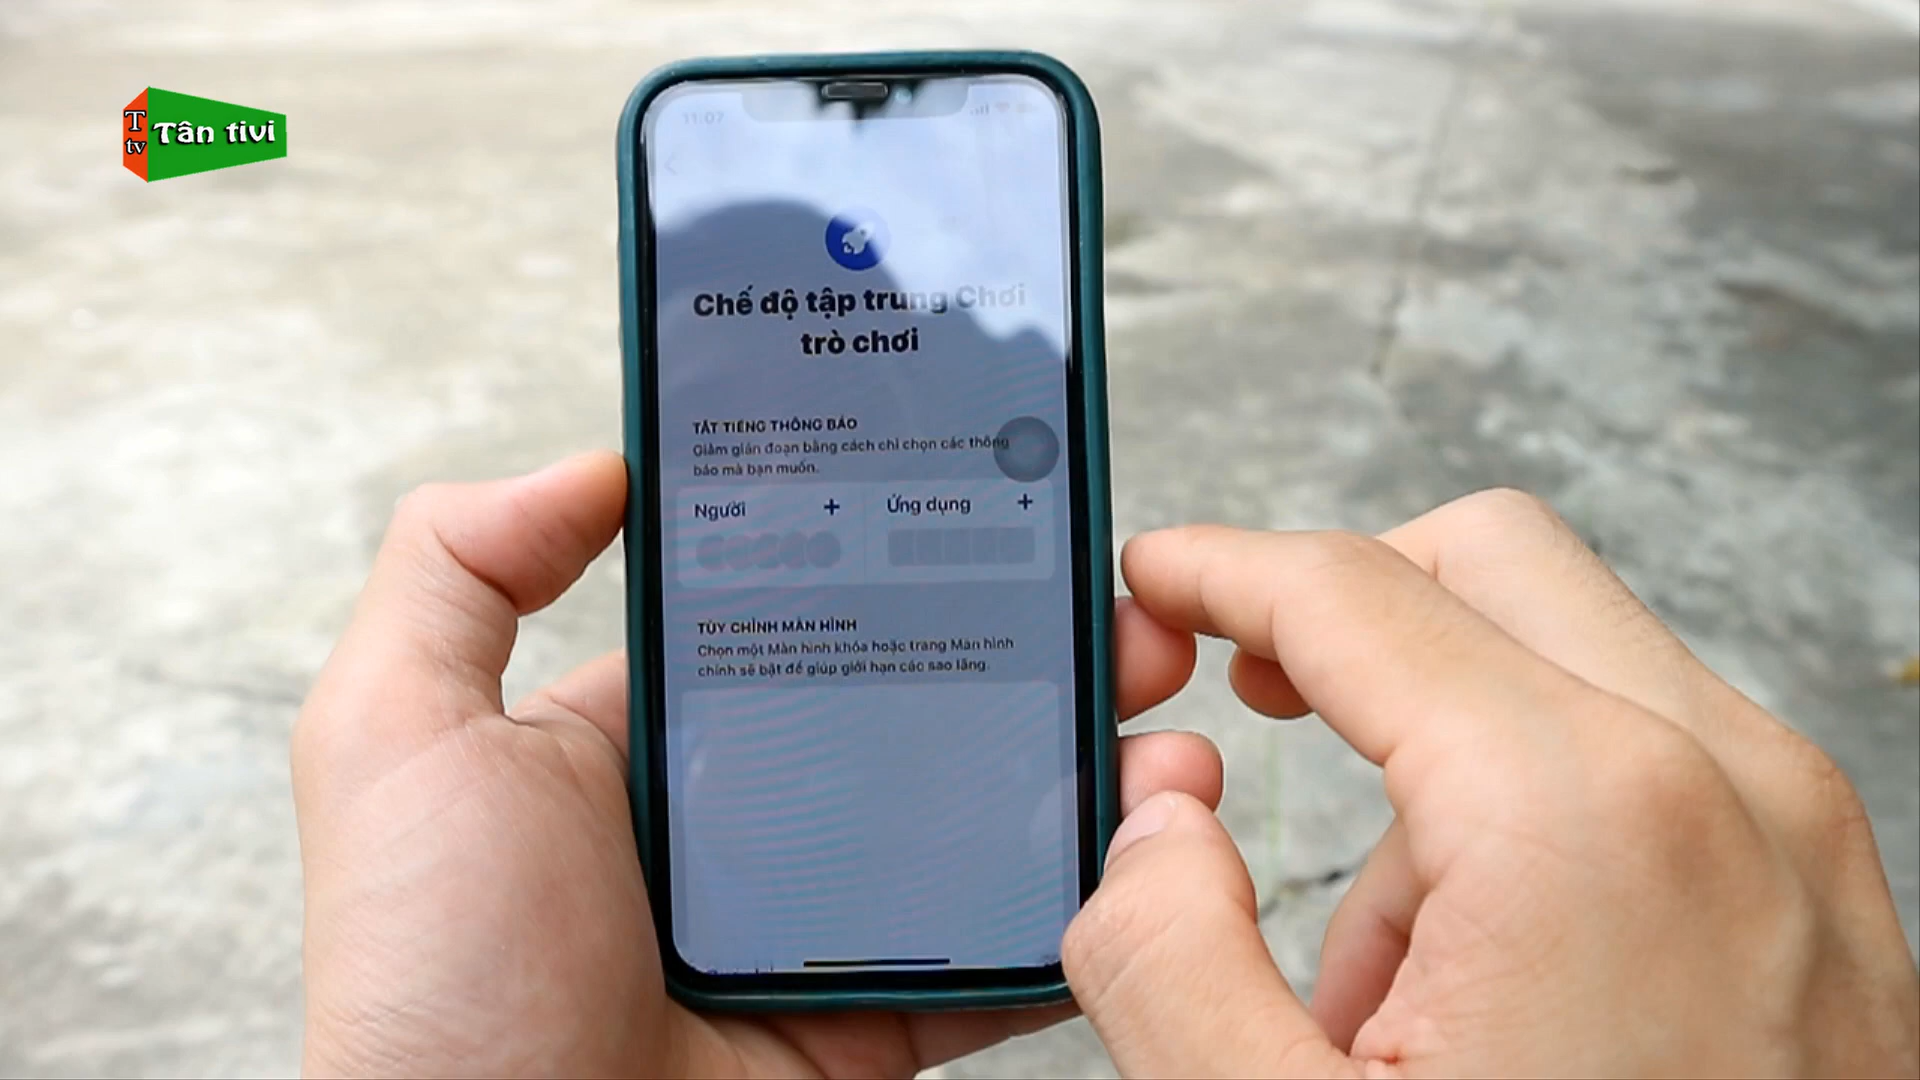 T
tv
Tân tivi
11:07
Chế độ tập trung Chơi
trò chơi
TẮT TIẾNG THÔNG BÁO
Giảm gián đoạn bằng cách chỉ chọn các thông
báo mà bạn muốn.
Người +
Ứng dụng +
TÙY CHỈNH MÀN HÌNH
Chọn một Màn hình khóa hoặc trang Màn hình
chính sẽ bật để giúp giới hạn các sao lãng.